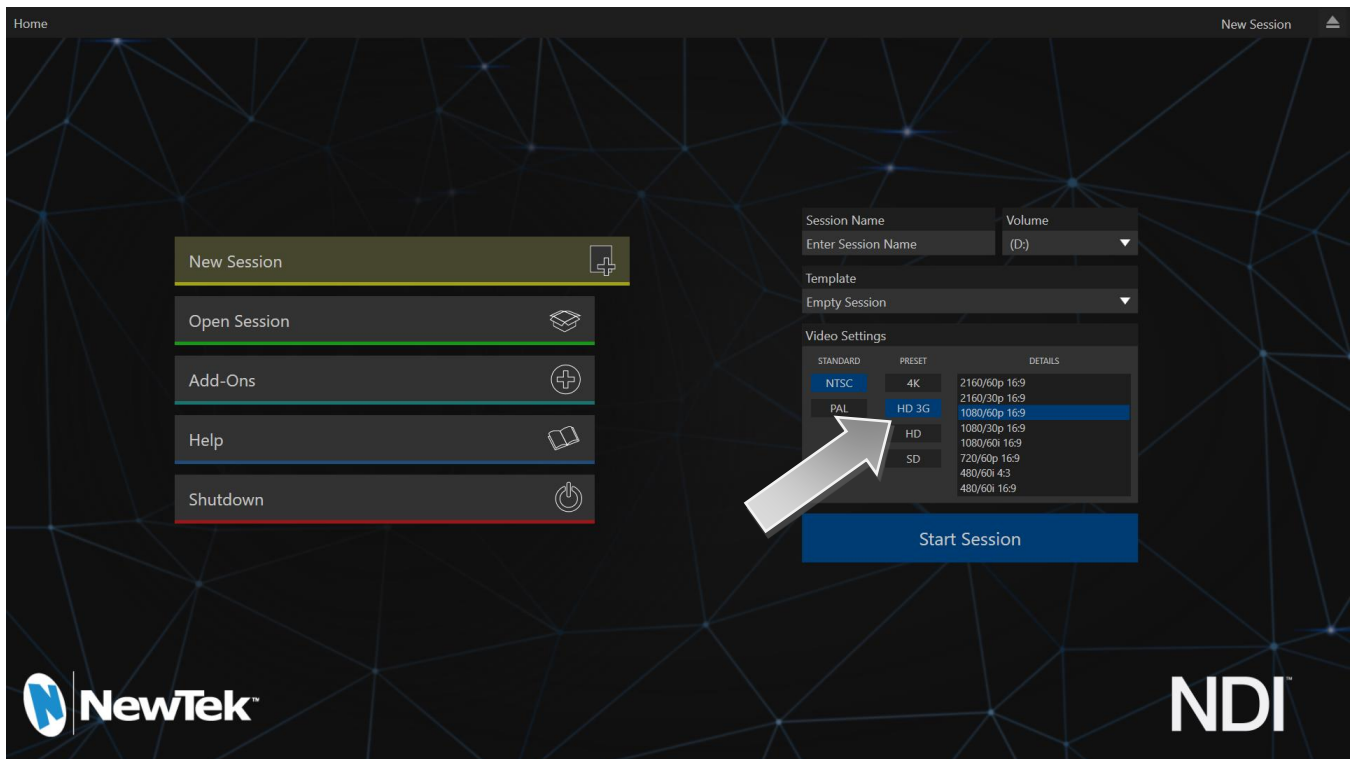 Home
New Session
New Session
Open Session
Add-Ons
Help
Shutdown
Session Name
Volume
Enter Session Name
(D:)
Template
Empty Session
Video Settings
STANDARD
PRESET
DETAILS
NTSC
4K
2160/60p 16:9
2160/30p 16:9
PAL
HD 3G
1080/60p 16:9
1080/30p 16:9
HD
1080/60i 16:9
SD
720/60p 16:9
480/60i 4:3
480/60i 16:9
Start Session
NewTek™
NDI™